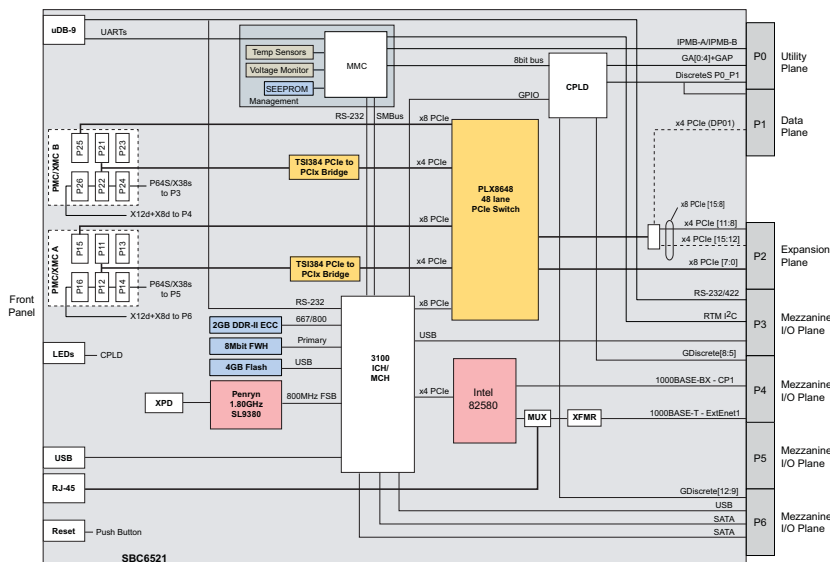 uDB-9
UARTs
Temp Sensors
Voltage Monitor
SEEPROM
Management
MMC
RS-232
SMBus
8bit bus
GPIO
CPLD
IPMB-A/IPMB-B
GA[0:4]+GAP
DiscreteS P0_P1
P0
Utility
Plane
x4 PCIe (DP01)
P1
Data
Plane
PMC/XMC B
P25
P21
P23
P26
P22
P24
P64S/X38s
to P3
X12d+X8d to P4
TSI384 PCIe to
PCIx Bridge
x8 PCIe
x4 PCIe
PLX8648
48 lane
PCIe Switch
x8 PCIe [15:8]
x4 PCIe [11:8]
x4 PCIe [15:12]
x8 PCIe [7:0]
P2
Expansion
Plane
PMC/XMC A
P15
P11
P13
P16
P12
P14
P64S/X38s
to P5
X12d+X8d to P6
TSI384 PCIe to
PCIx Bridge
x8 PCIe
x4 PCIe
x8 PCIe
Front
Panel
RS-232
2GB DDR-II ECC
667/800
8Mbit FWH
Primary
4GB Flash
USB
XPD
Penryn
1.80GHz
SL9380
800MHz FSB
3100
ICH/
MCH
USB
x4 PCIe
Intel
82580
MUX
XFMR
RS-232/422
RTM I²C
P3
Mezzanine
I/O Plane
GDiscrete[8:5]
1000BASE-BX - CP1
1000BASE-T - ExtEnet1
P4
Mezzanine
I/O Plane
P5
Mezzanine
I/O Plane
GDiscrete[12:9]
USB
SATA
SATA
P6
Mezzanine
I/O Plane
LEDs
CPLD
USB
RJ-45
Reset
Push Button
SBC6521